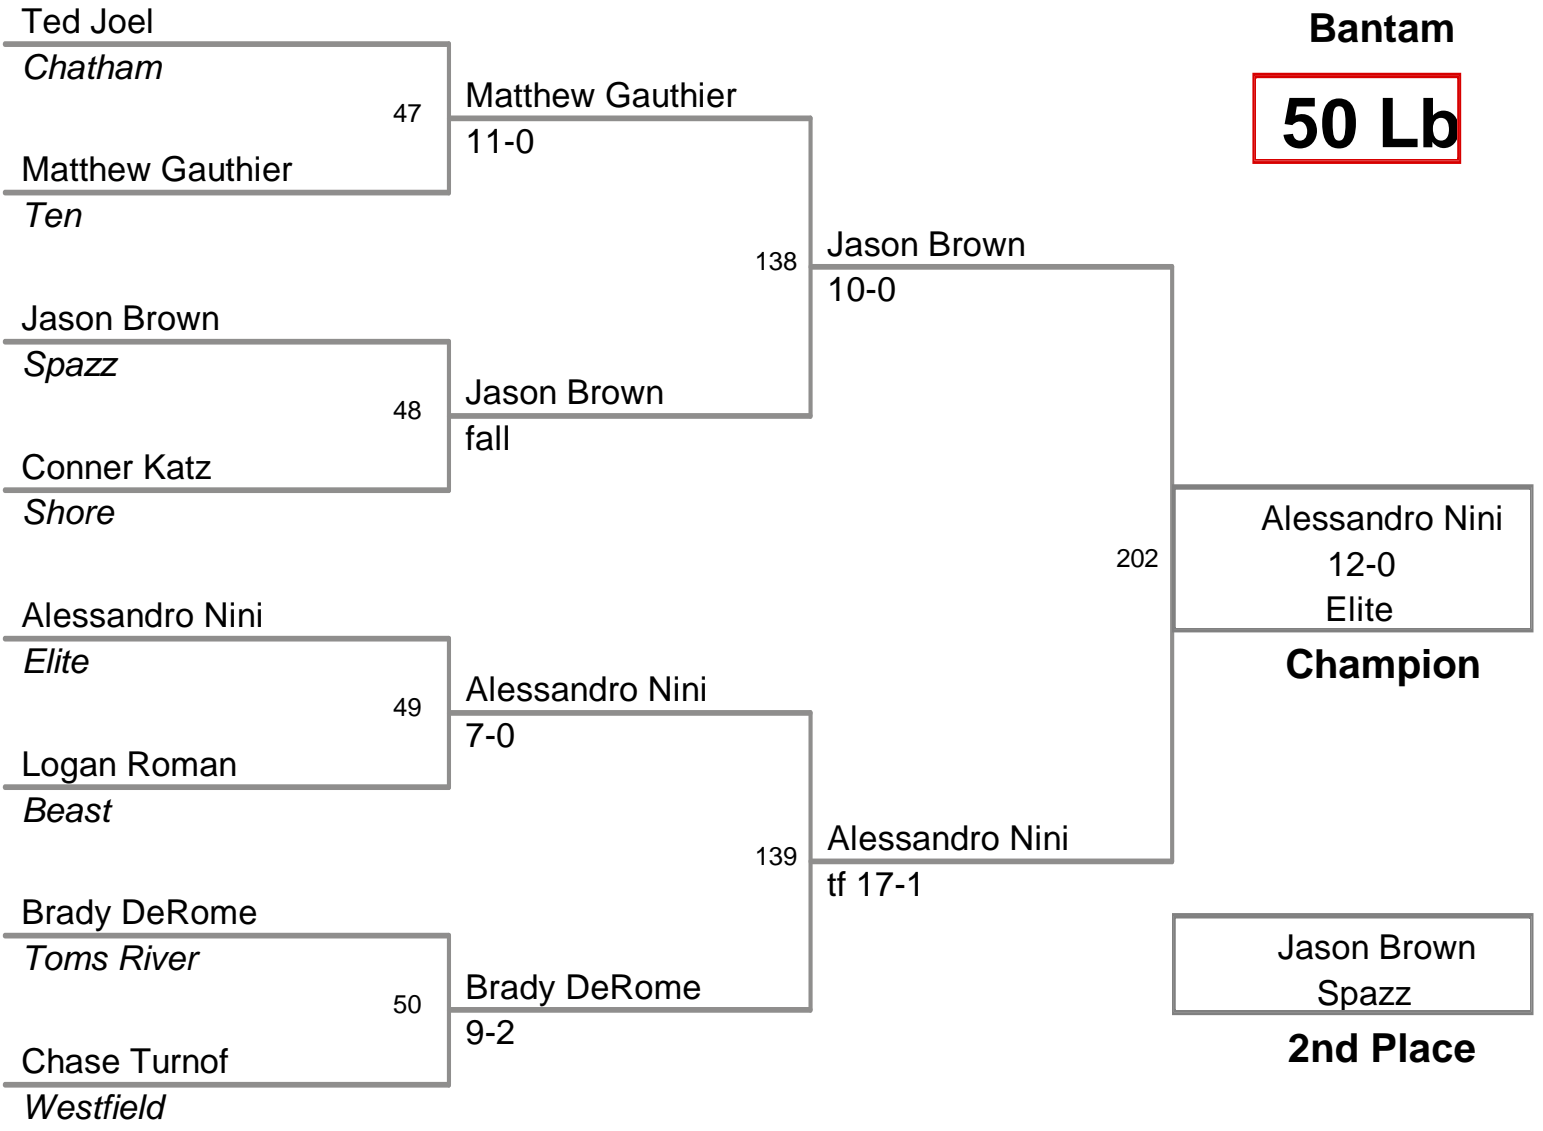 Ted Joel
Chatham
47
Matthew Gauthier
Ten
Matthew Gauthier
11-0
Jason Brown
Spazz
48
Conner Katz
Shore
Jason Brown
fall
138
Jason Brown
10-0
Alessandro Nini
Elite
49
Logan Roman
Beast
Alessandro Nini
7-0
Brady DeRome
Toms River
50
Chase Turnof
Westfield
Brady DeRome
9-2
139
Alessandro Nini
tf 17-1
202
Bantam
50 Lb
Alessandro Nini
12-0
Elite
Champion
Jason Brown
Spazz
2nd Place